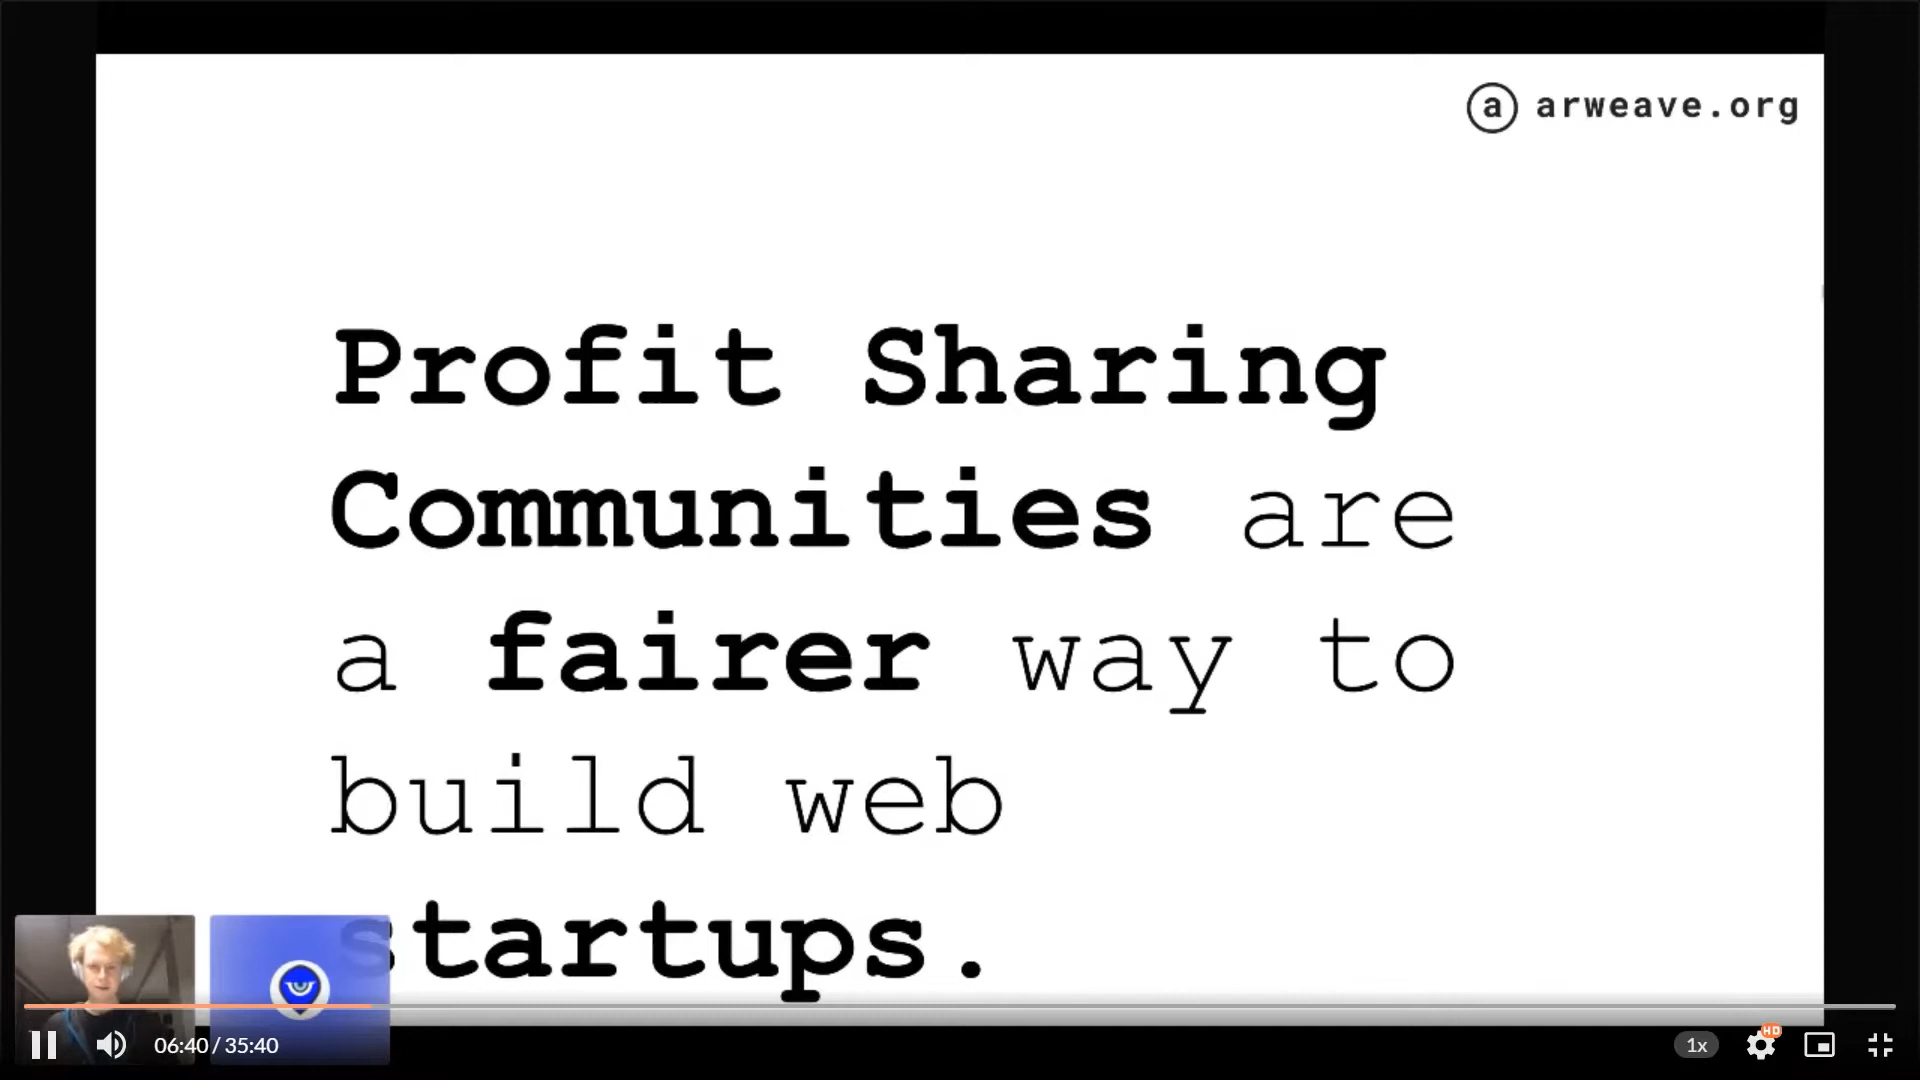 a arweave.org
Profit Sharing
Communities are
a fairer way to
build web
startups.
06:40 / 35:40
1x
HD